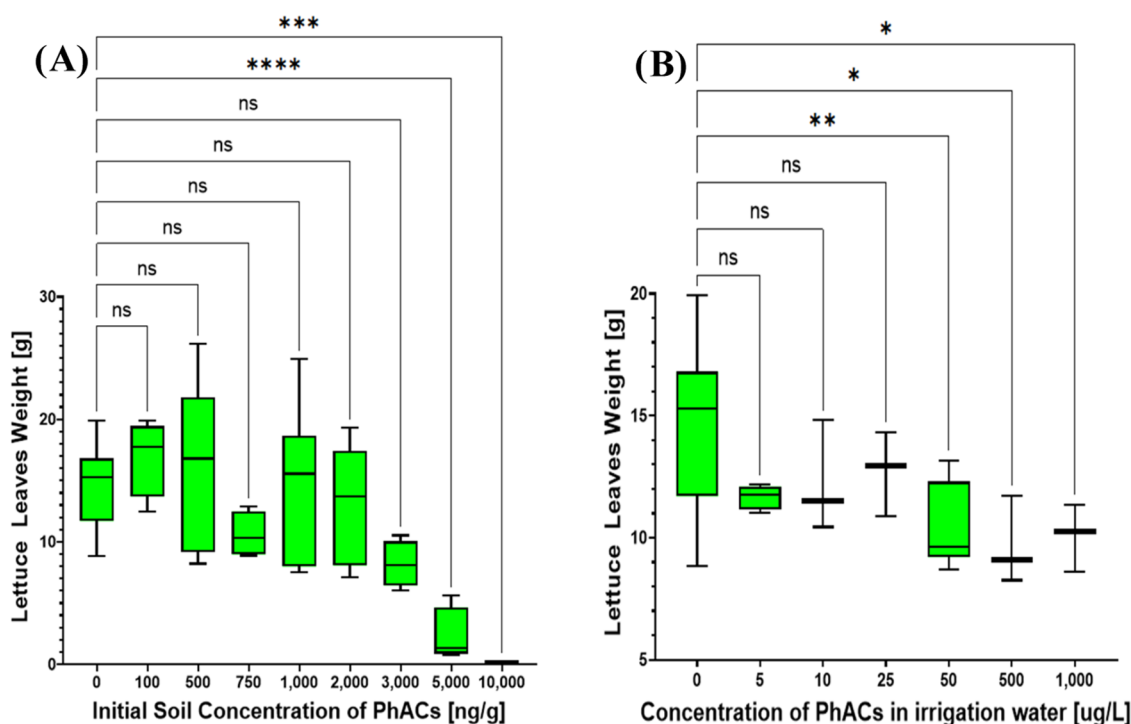 (A)
***
****
ns
ns
ns
ns
ns
ns
30
20
10
0
Lettuce Leaves Weight [g]
0 100 500 750 1,000 2,000 3,000 5,000 10,000
Initial Soil Concentration of PhACs [ng/g]
(B)
*
*
**
ns
ns
ns
20
15
10
5
Lettuce Leaves Weight [g]
0 5 10 25 50 500 1,000
Concentration of PhACs in irrigation water [ug/L]